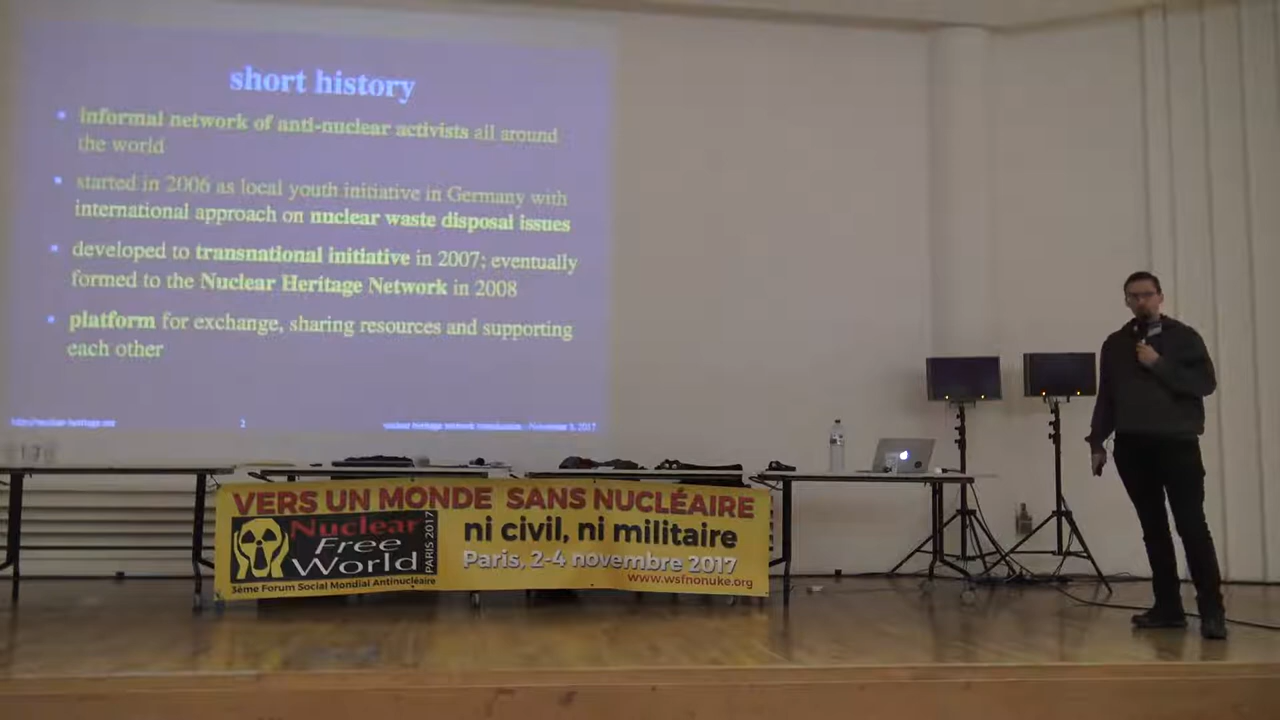 short history
informal network of anti-nuclear activists all around
the world
started in 2006 as local youth initiative in Germany with
international approach on nuclear waste disposal issues
developed to transnational initiative in 2007; eventually
formed to the Nuclear Heritage Network in 2008
platform for exchange, sharing resources and supporting
each other
2
November 3, 2017
VERS UN MONDE SANS NUCLÉAIRE
Nuclear
Free
World
PARIS 2017
ni civil, ni militaire
Paris, 2-4 novembre 2017
3ème Forum Social Mondial Antinucléaire
www.wsfnonuke.org